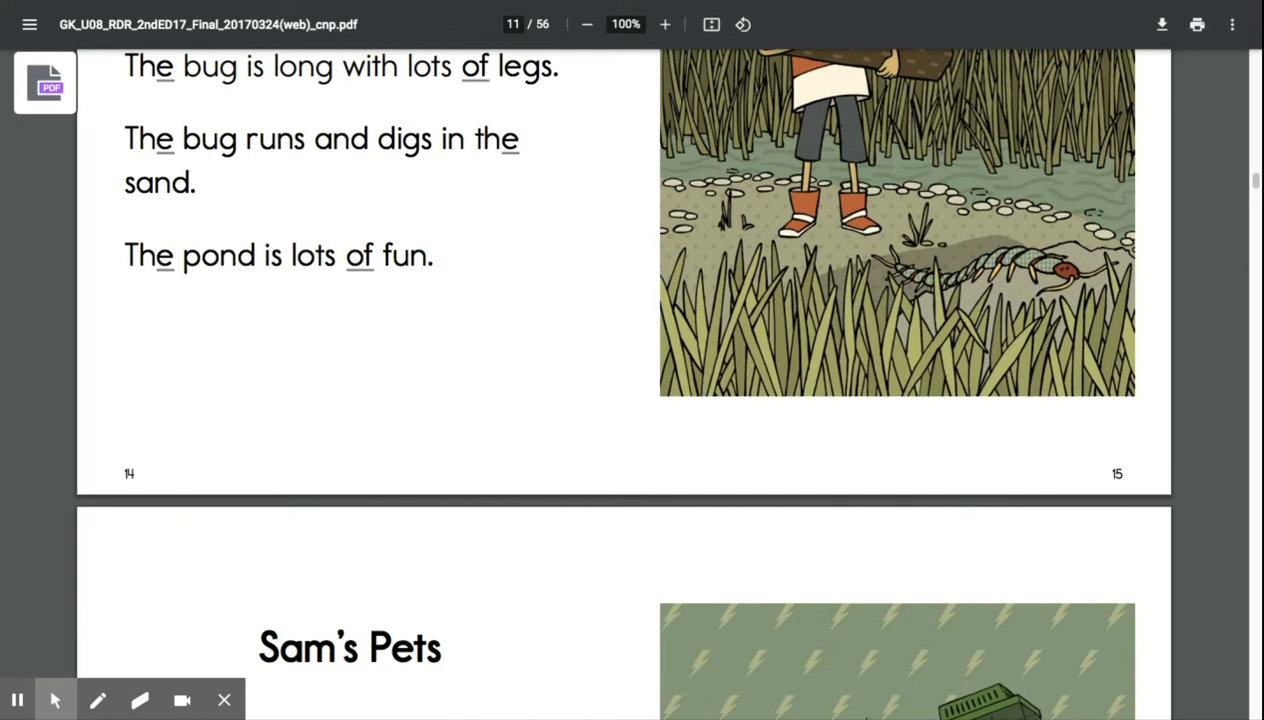 GK_U08_RDR_2ndED17_Final_20170324(web)_cnp.pdf
11 / 56
100%
PDF
The bug is long with lots of legs.
The bug runs and digs in the
sand.
The pond is lots of fun.
14
15
Sam's Pets